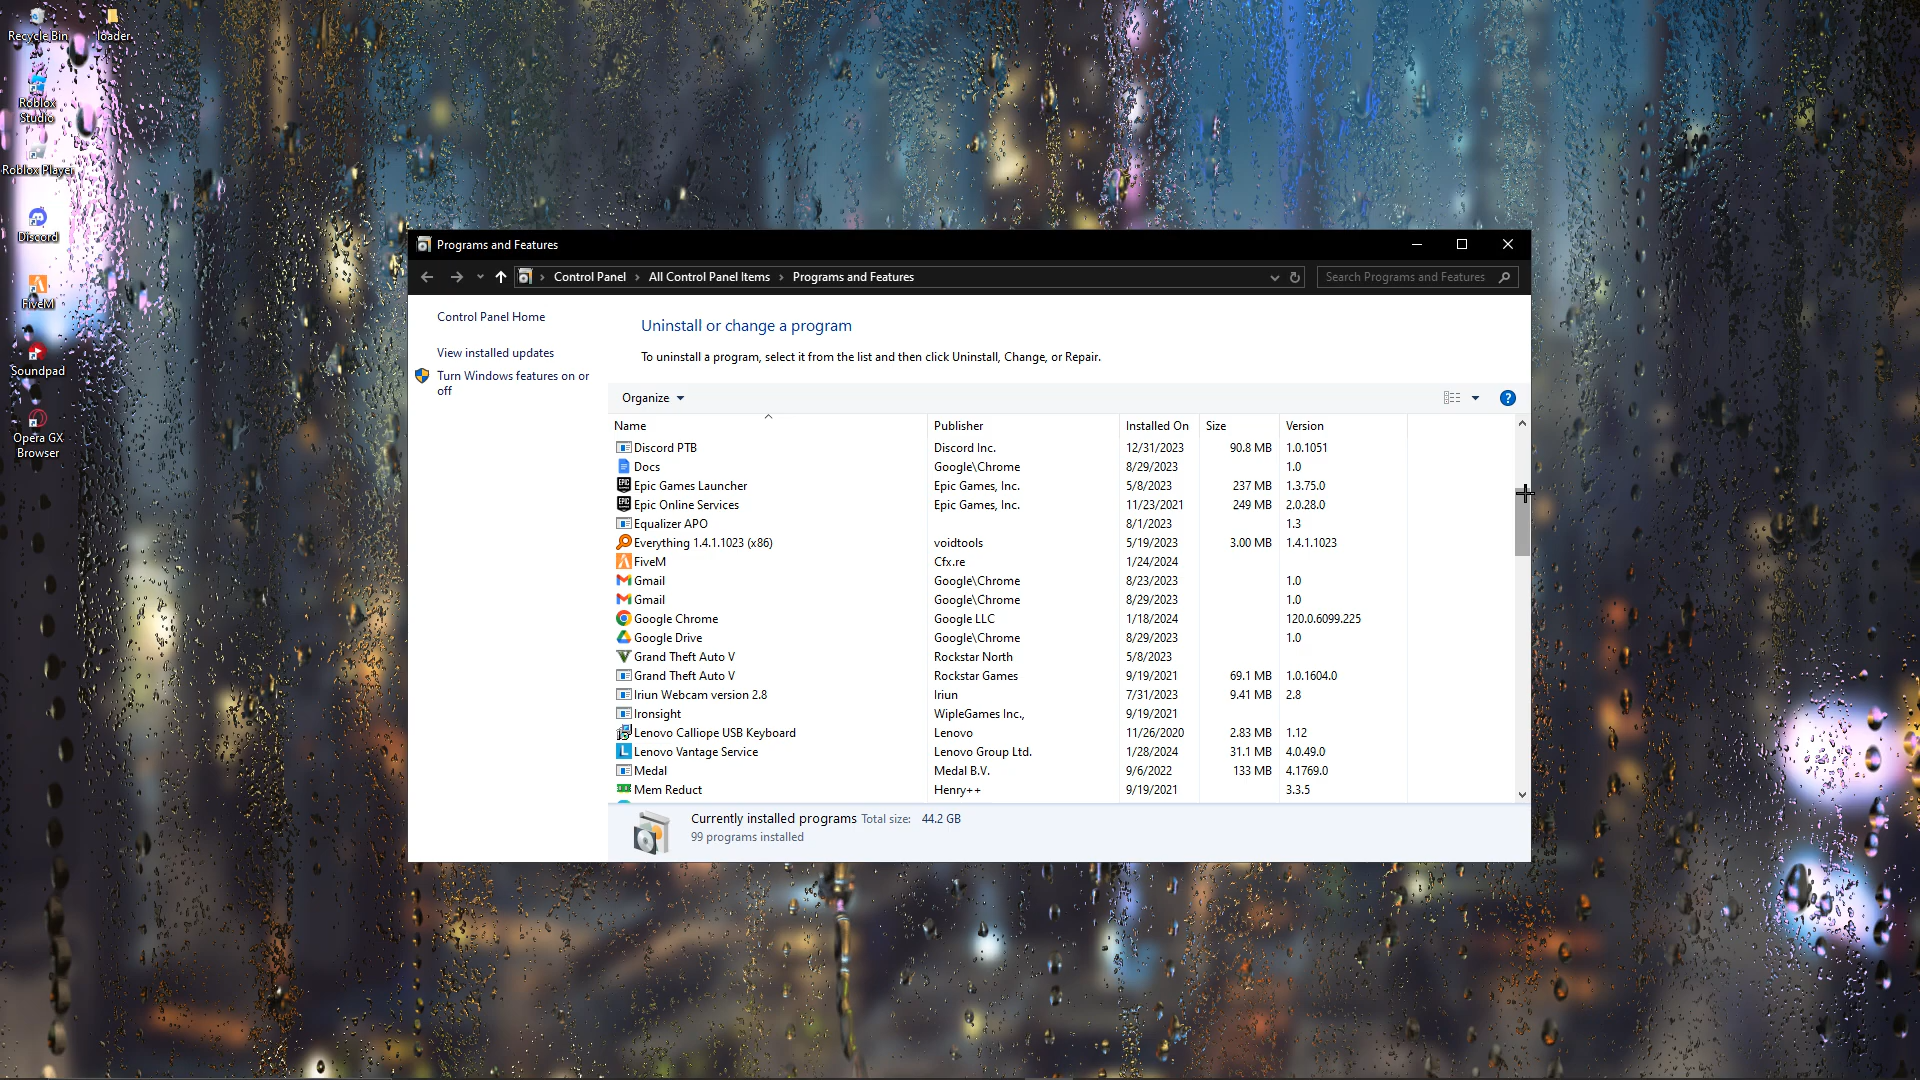 Recycle Bin
loader
Roblox
Studio
Roblox Player
Discord
FiveM
Soundpad
Opera GX
Browser
Programs and Features
Control Panel > All Control Panel Items > Programs and Features
Search Programs and Features
Control Panel Home
View installed updates
Turn Windows features on or
off
Uninstall or change a program
To uninstall a program, select it from the list and then click Uninstall, Change, or Repair.
Organize
Name Publisher Installed On Size Version
Discord PTB Discord Inc. 12/31/2023 90.8 MB 1.0.1051
Docs Google\Chrome 8/29/2023 1.0
EPIC Epic Games Launcher Epic Games, Inc. 5/8/2023 237 MB 1.3.75.0
EPIC Epic Online Services Epic Games, Inc. 11/23/2021 249 MB 2.0.28.0
Equalizer APO 8/1/2023 1.3
Everything 1.4.1.1023 (x86) voidtools 5/19/2023 3.00 MB 1.4.1.1023
FiveM Cfx.re 1/24/2024
Gmail Google\Chrome 8/23/2023 1.0
Gmail Google\Chrome 8/29/2023 1.0
Google Chrome Google LLC 1/18/2024 120.0.6099.225
Google Drive Google\Chrome 8/29/2023 1.0
Grand Theft Auto V Rockstar North 5/8/2023
Grand Theft Auto V Rockstar Games 9/19/2021 69.1 MB 1.0.1604.0
Iriun Webcam version 2.8 Iriun 7/31/2023 9.41 MB 2.8
Ironsight WipleGames Inc., 9/19/2021
Lenovo Calliope USB Keyboard Lenovo 11/26/2020 2.83 MB 1.12
L Lenovo Vantage Service Lenovo Group Ltd. 1/28/2024 31.1 MB 4.0.49.0
Medal Medal B.V. 9/6/2022 133 MB 4.1769.0
Mem Reduct Henry++ 9/19/2021 3.3.5
Currently installed programs Total size: 44.2 GB
99 programs installed